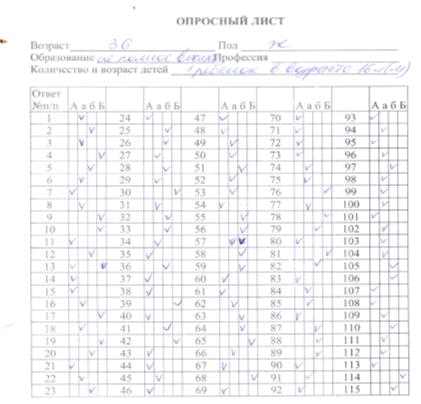 ОПРОСНЫЙ ЛИСТ
Возраст 36 Пол ж
Образование не полное Профессия
Количество и возраст детей 1 ребенок в возрасте 16 л (м)
Ответ
№п/п А а б Б А а б Б А а б Б А а б Б А а б Б
1 24 47 70 93
2 25 48 71 94
3 26 49 72 95
4 27 50 73 96
5 28 51 74 97
6 29 52 75 98
7 30 53 76 99
8 31 54 77 100
9 32 55 78 101
10 33 56 79 102
11 34 57 80 103
12 35 58 81 104
13 36 59 82 105
14 37 60 83 106
15 38 61 84 107
16 39 62 85 108
17 40 63 86 109
18 41 64 87 110
19 42 65 88 111
20 43 66 89 112
21 44 67 90 113
22 45 68 91 114
23 46 69 92 115